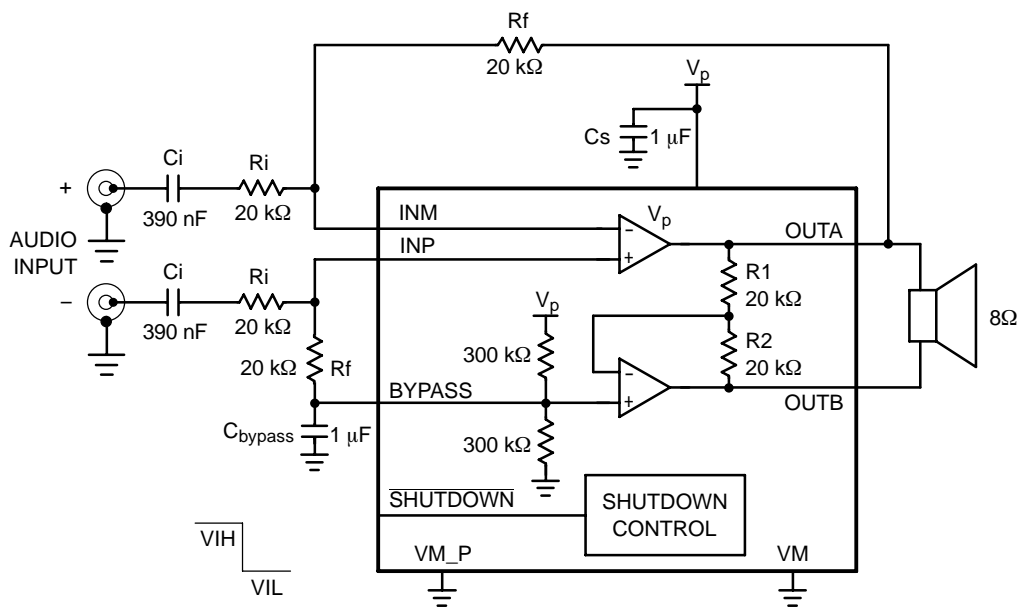 Rf
20 kΩ
Vp
Cs
1 μF
Ci
Ri
+
390 nF
20 kΩ
AUDIO
INPUT
INM
INP
Vp
−
+
OUTA
R1
20 kΩ
Ci
Ri
−
390 nF
20 kΩ
Vp
300 kΩ
R2
20 kΩ
8Ω
20 kΩ
Rf
BYPASS
−
+
OUTB
Cbypass
1 μF
300 kΩ
SHUTDOWN
SHUTDOWN
CONTROL
VIH
VIL
VM_P
VM